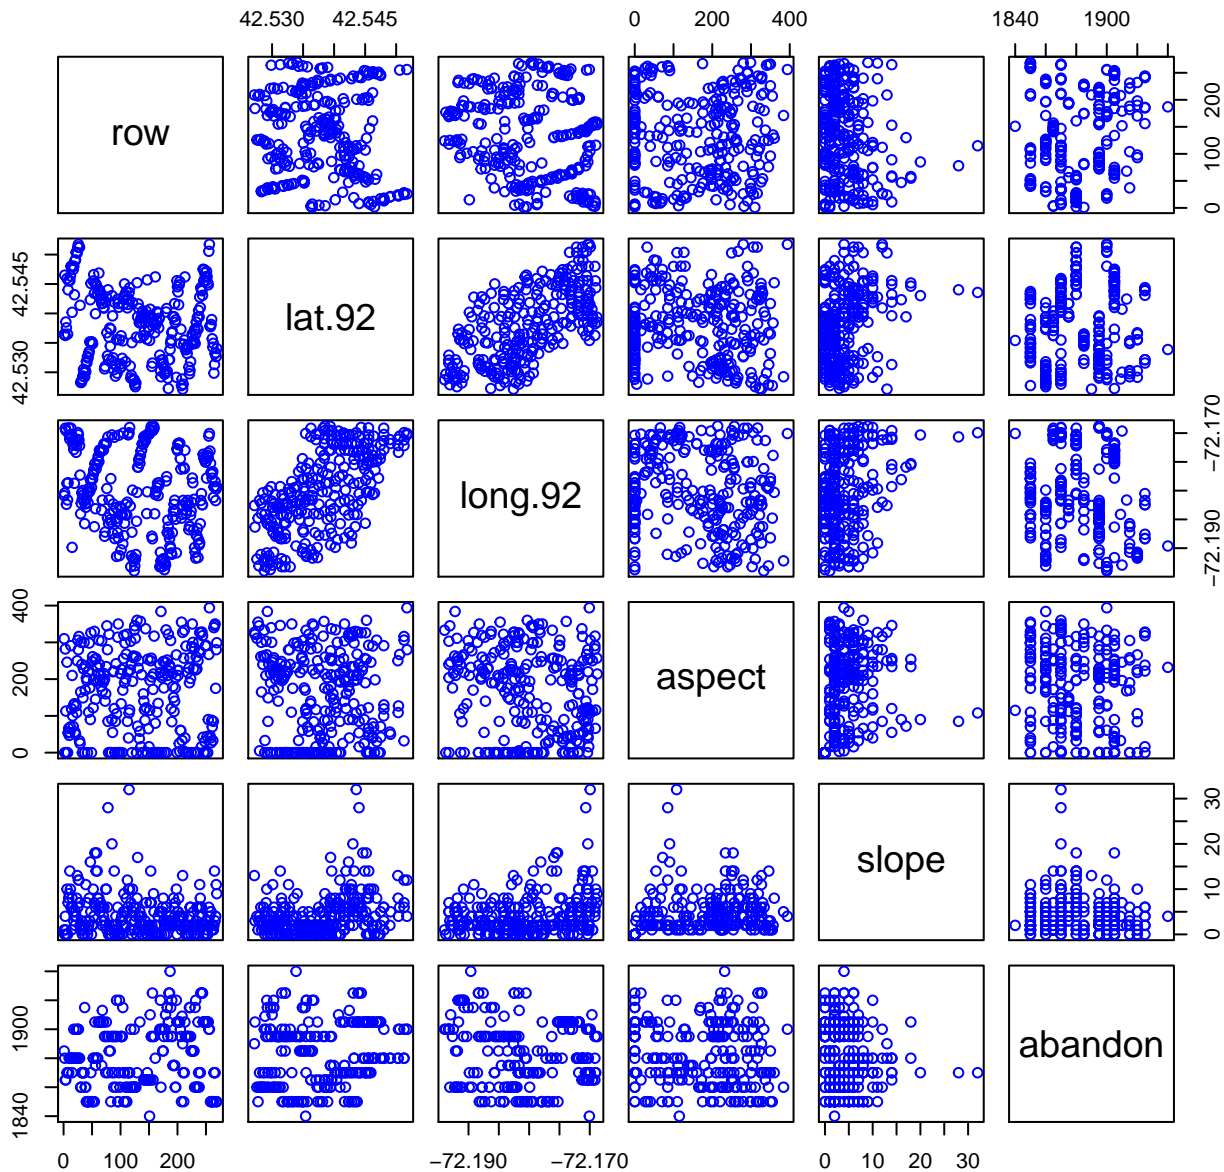 42.530 42.545 0 200 400 1840 1900
row 0 100 200
42.530 42.545 lat.92
long.92 −72.190 −72.170
0 200 400 aspect
slope 0 10 20 30
1840 1900 abandon
0 100 200 −72.190 −72.170 0 10 20 30